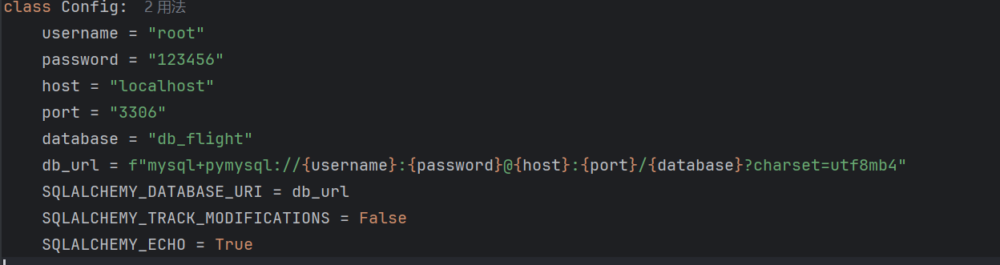 class Config:  2 用法
    username = "root"
    password = "123456"
    host = "localhost"
    port = "3306"
    database = "db_flight"
    db_url = f"mysql+pymysql://{username}:{password}@{host}:{port}/{database}?charset=utf8mb4"
    SQLALCHEMY_DATABASE_URI = db_url
    SQLALCHEMY_TRACK_MODIFICATIONS = False
    SQLALCHEMY_ECHO = True